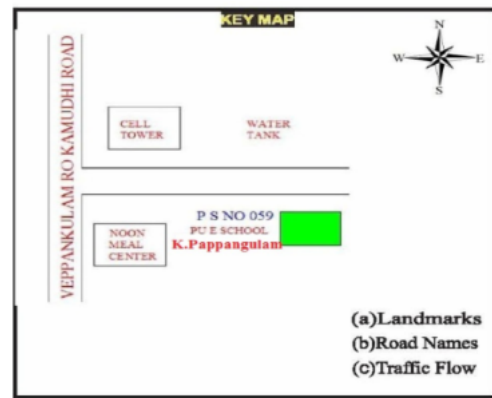 KEY MAP
N
W
E
S
VEPPANKULAM RO KAMUDHI ROAD
CELL
TOWER
WATER
TANK
P S NO 059
PU E SCHOOL
K.Pappangulam
NOON
MEAL
CENTER
(a)Landmarks
(b)Road Names
(c)Traffic Flow